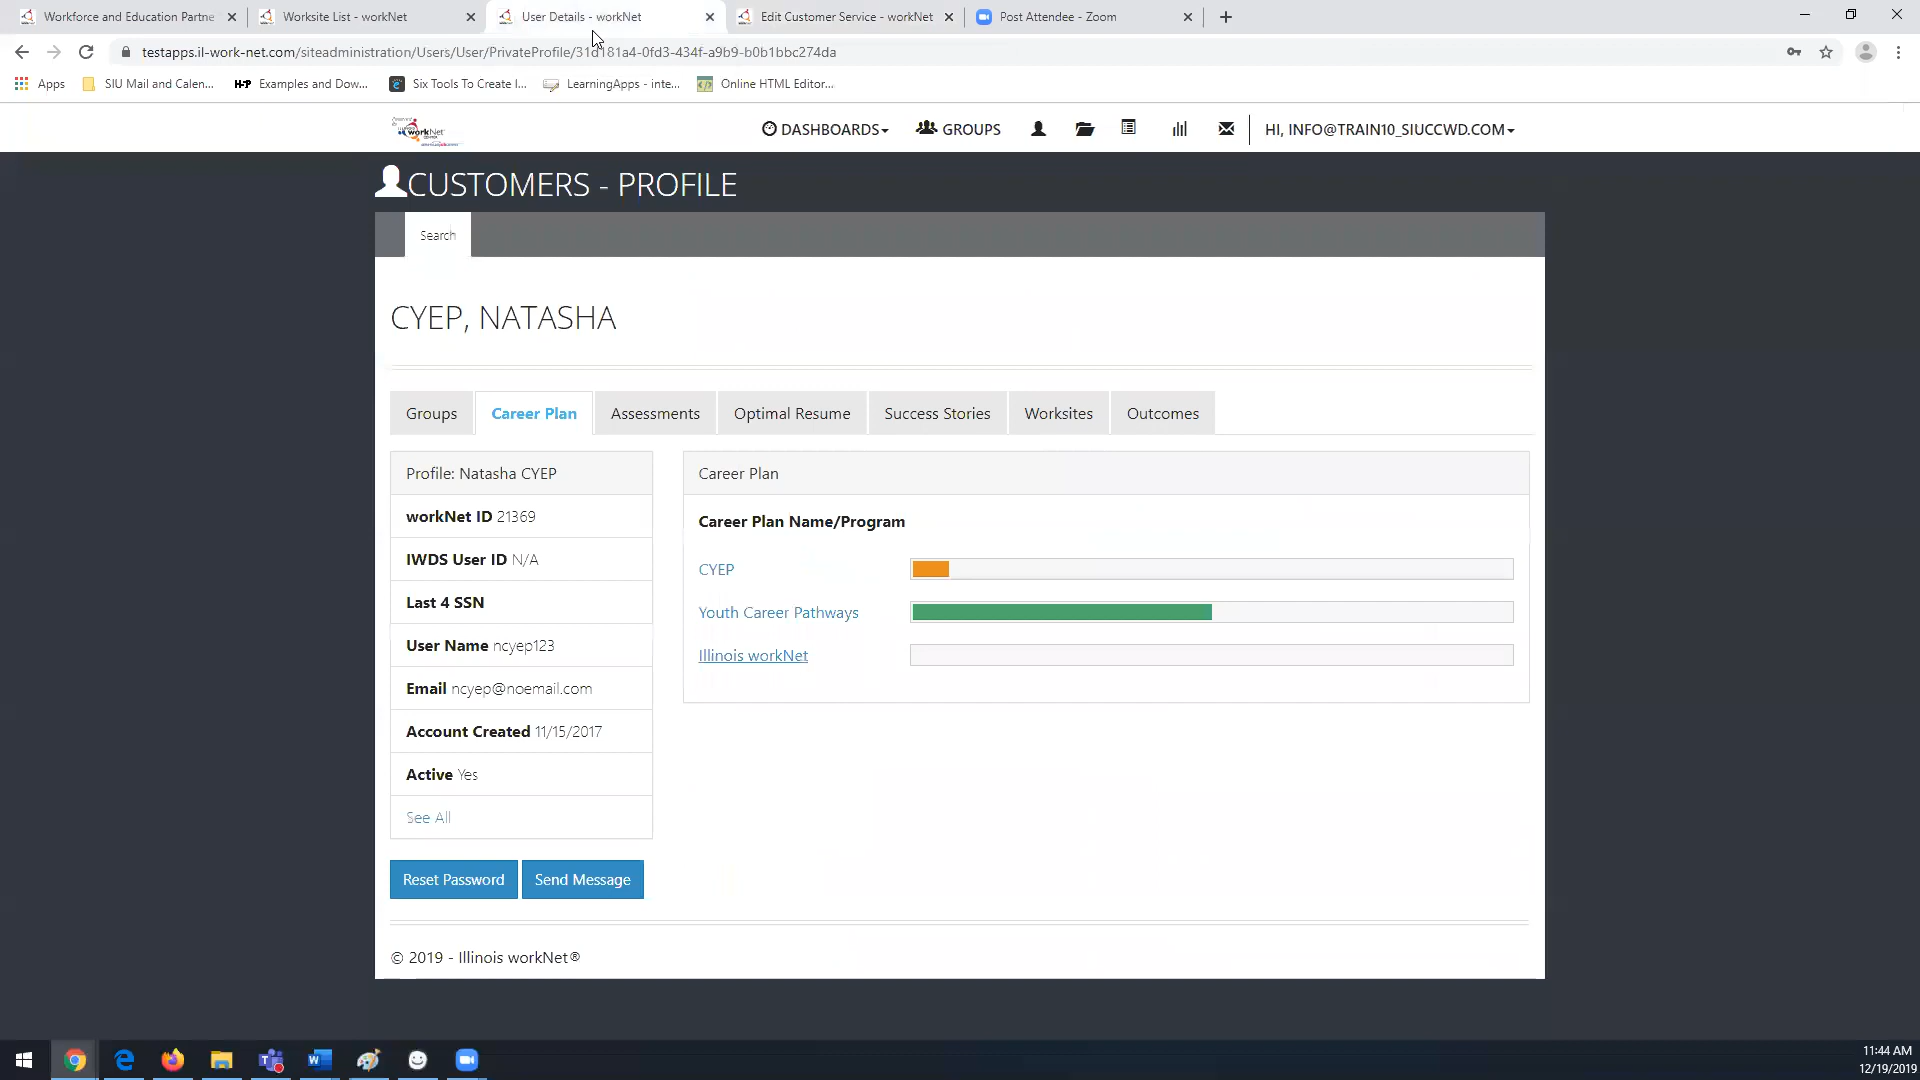 Workforce and Education Partne
Worksite List - workNet
User Details - workNet
Edit Customer Service - workNet
Post Attendee - Zoom
testapps.il-work-net.com/siteadministration/Users/User/PrivateProfile/31d181a4-0fd3-434f-a9b9-b0b1bbc274da
Apps
SIU Mail and Calen...
Examples and Dow...
Six Tools To Create I...
LearningApps - inte...
Online HTML Editor...
workNet
DASHBOARDS
GROUPS
HI, INFO@TRAIN10_SIUCCWD.COM
CUSTOMERS - PROFILE
Search
CYEP, NATASHA
Groups
Career Plan
Assessments
Optimal Resume
Success Stories
Worksites
Outcomes
Profile: Natasha CYEP
workNet ID 21369
IWDS User ID N/A
Last 4 SSN
User Name ncyep123
Email ncyep@noemail.com
Account Created 11/15/2017
Active Yes
See All
Reset Password
Send Message
Career Plan
Career Plan Name/Program
CYEP
Youth Career Pathways
Illinois workNet
© 2019 - Illinois workNet®
11:44 AM
12/19/2019